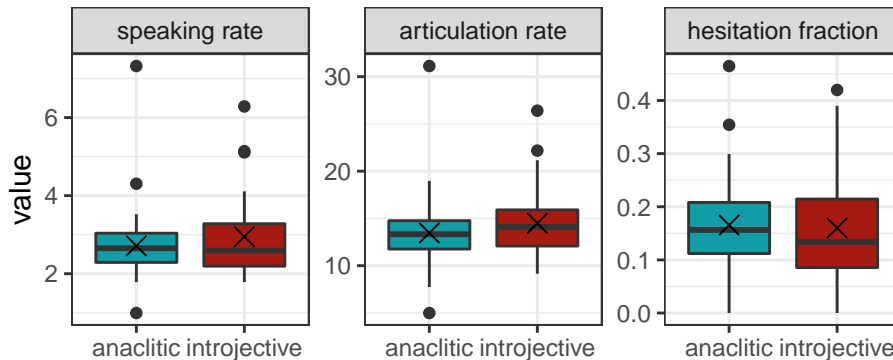 speaking rate
articulation rate
hesitation fraction
value
6
4
2
30
20
10
0.4
0.3
0.2
0.1
0.0
anaclitic introjective
anaclitic introjective
anaclitic introjective